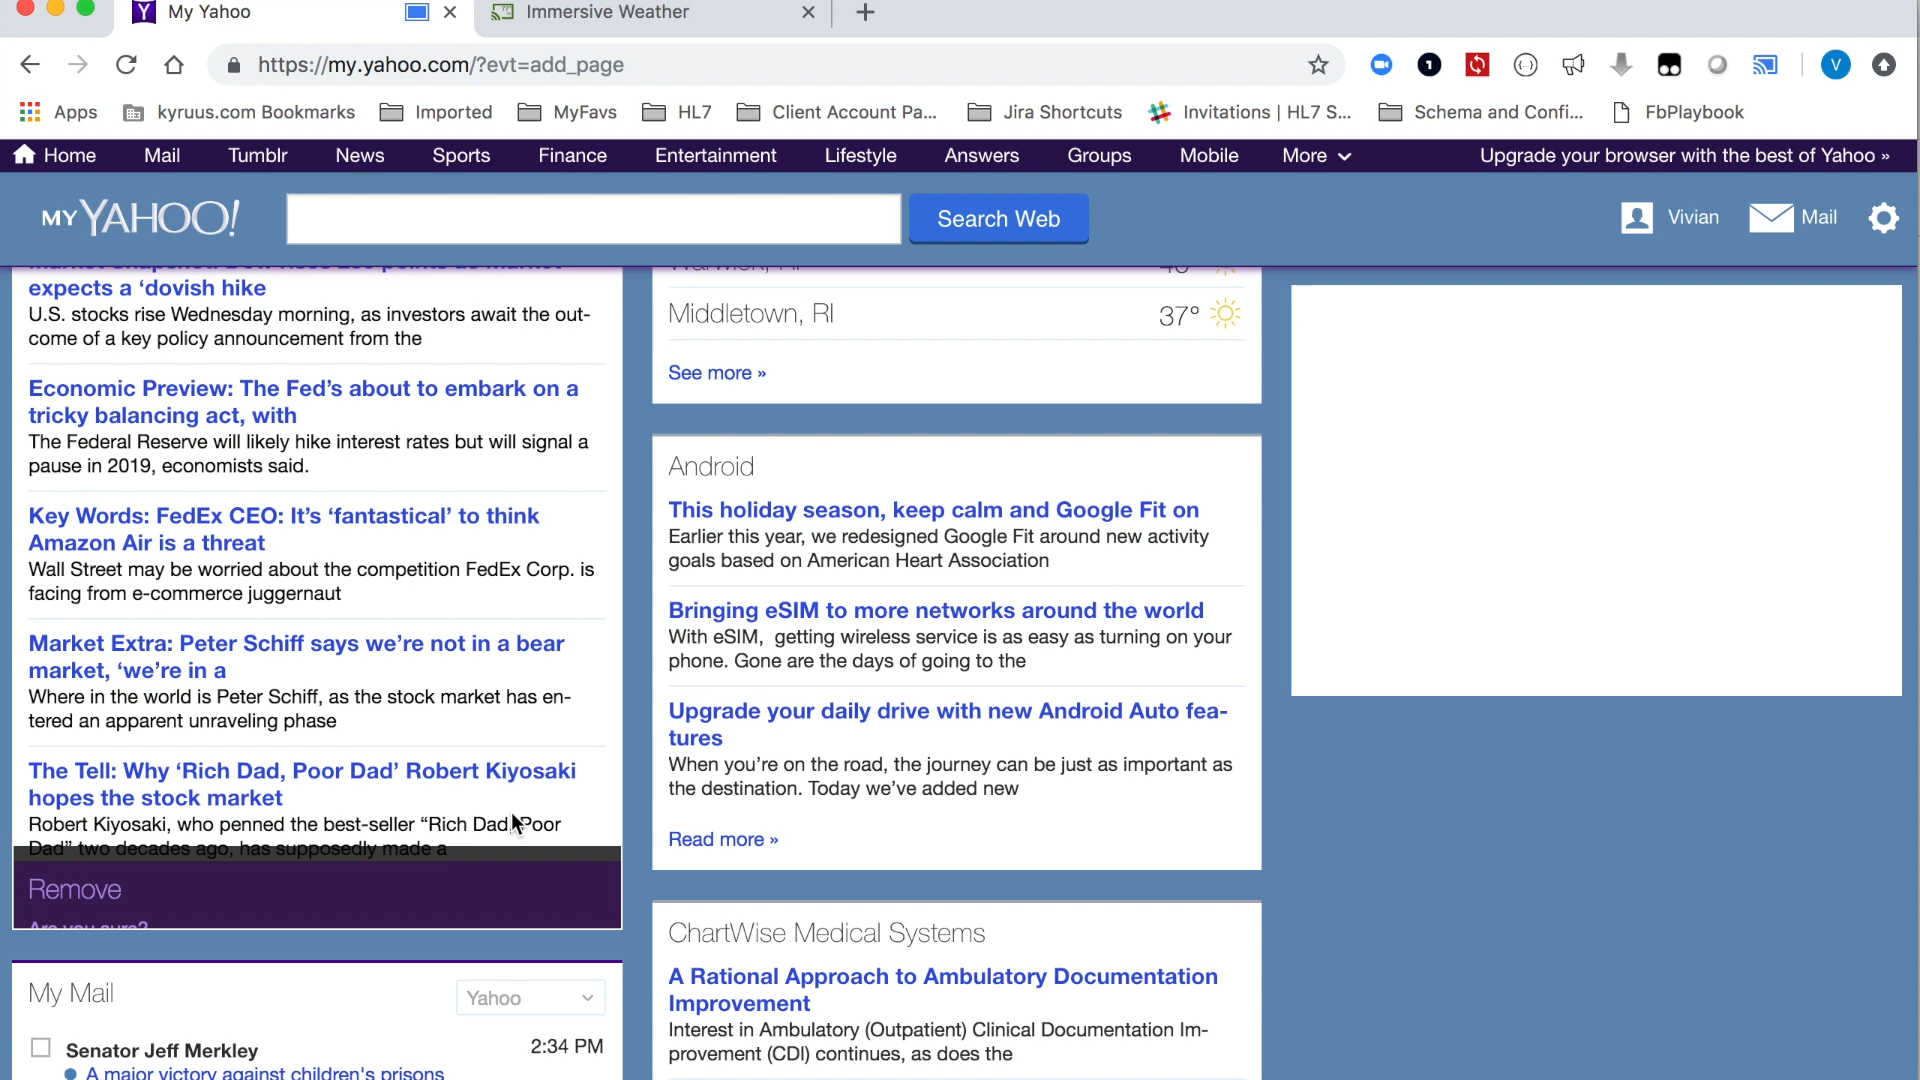 My Yahoo
Immersive Weather
https://my.yahoo.com/?evt=add_page
1
V
Apps
kyruus.com Bookmarks
Imported
MyFavs
HL7
Client Account Pa...
Jira Shortcuts
Invitations | HL7 S...
Schema and Confi...
FbPlaybook
Home
Mail
Tumblr
News
Sports
Finance
Entertainment
Lifestyle
Answers
Groups
Mobile
More
Upgrade your browser with the best of Yahoo »
MY YAHOO!
Search Web
Vivian
Mail
expects a ‘dovish hike
U.S. stocks rise Wednesday morning, as investors await the out-
come of a key policy announcement from the
Economic Preview: The Fed’s about to embark on a
tricky balancing act, with
The Federal Reserve will likely hike interest rates but will signal a
pause in 2019, economists said.
Key Words: FedEx CEO: It’s ‘fantastical’ to think
Amazon Air is a threat
Wall Street may be worried about the competition FedEx Corp. is
facing from e-commerce juggernaut
Market Extra: Peter Schiff says we’re not in a bear
market, ‘we’re in a
Where in the world is Peter Schiff, as the stock market has en-
tered an apparent unraveling phase
The Tell: Why ‘Rich Dad, Poor Dad’ Robert Kiyosaki
hopes the stock market
Robert Kiyosaki, who penned the best-seller “Rich Dad, Poor
Dad” two decades ago, has supposedly made a
Remove
Are you sure?
My Mail
Yahoo
Senator Jeff Merkley
2:34 PM
A major victory against children's prisons
Warwick, RI
Middletown, RI
37°
See more »
Android
This holiday season, keep calm and Google Fit on
Earlier this year, we redesigned Google Fit around new activity
goals based on American Heart Association
Bringing eSIM to more networks around the world
With eSIM, getting wireless service is as easy as turning on your
phone. Gone are the days of going to the
Upgrade your daily drive with new Android Auto fea-
tures
When you’re on the road, the journey can be just as important as
the destination. Today we’ve added new
Read more »
ChartWise Medical Systems
A Rational Approach to Ambulatory Documentation
Improvement
Interest in Ambulatory (Outpatient) Clinical Documentation Im-
provement (CDI) continues, as does the